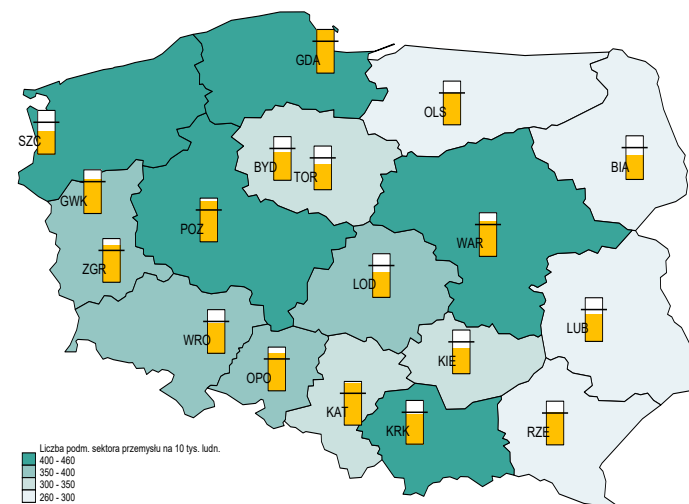 GDA
OLS
SZC
BYD
TOR
BIA
GWK
POZ
WAR
ZGR
LOD
LUB
WRO
KIE
OPO
KAT
KRK
RZE
Liczba podm. sektora przemysłu na 10 tys. ludn.
400 - 460
350 - 400
300 - 350
260 - 300